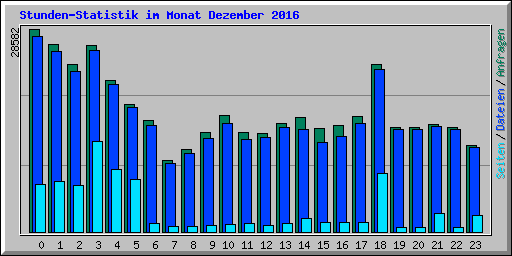 Stunden-Statistik im Monat Dezember 2016
28582
Seiten/Dateien/Anfragen
0 1 2 3 4 5 6 7 8 9 10 11 12 13 14 15 16 17 18 19 20 21 22 23